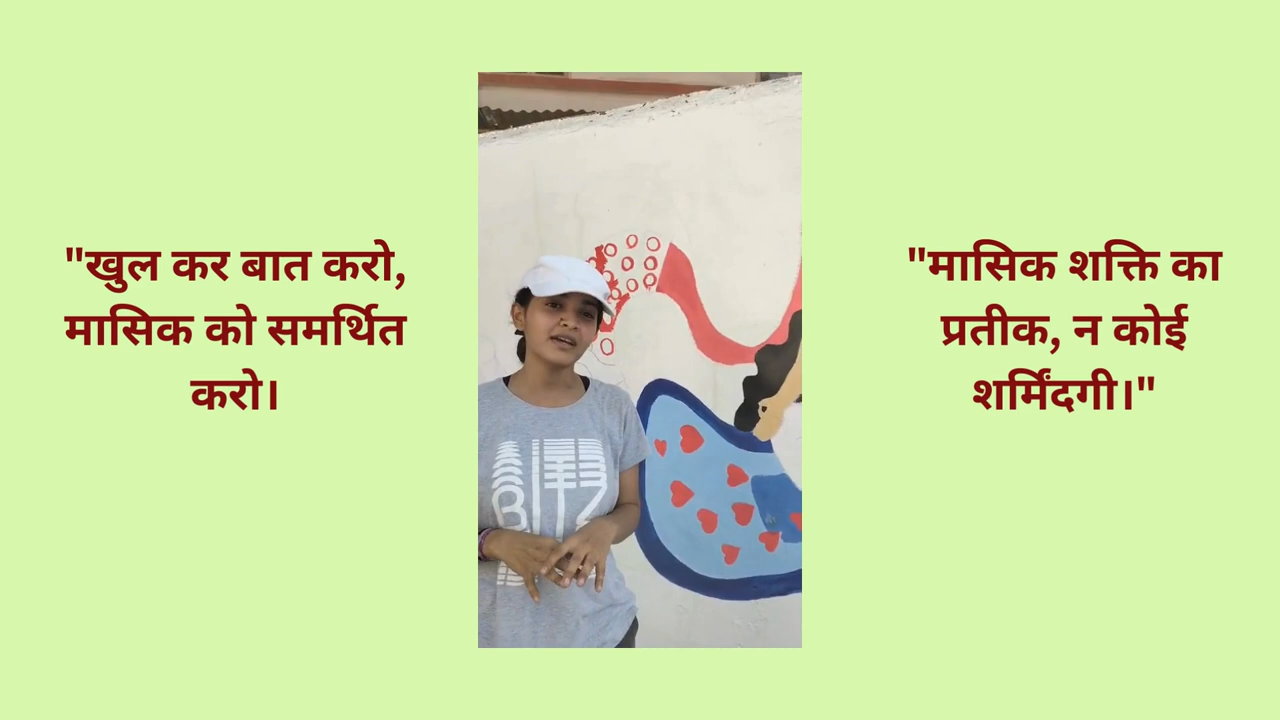 "खुल कर बात करो,
मासिक को समर्थित
करो।
BITZ
"मासिक शक्ति का
प्रतीक, न कोई
शर्मिंदगी।"